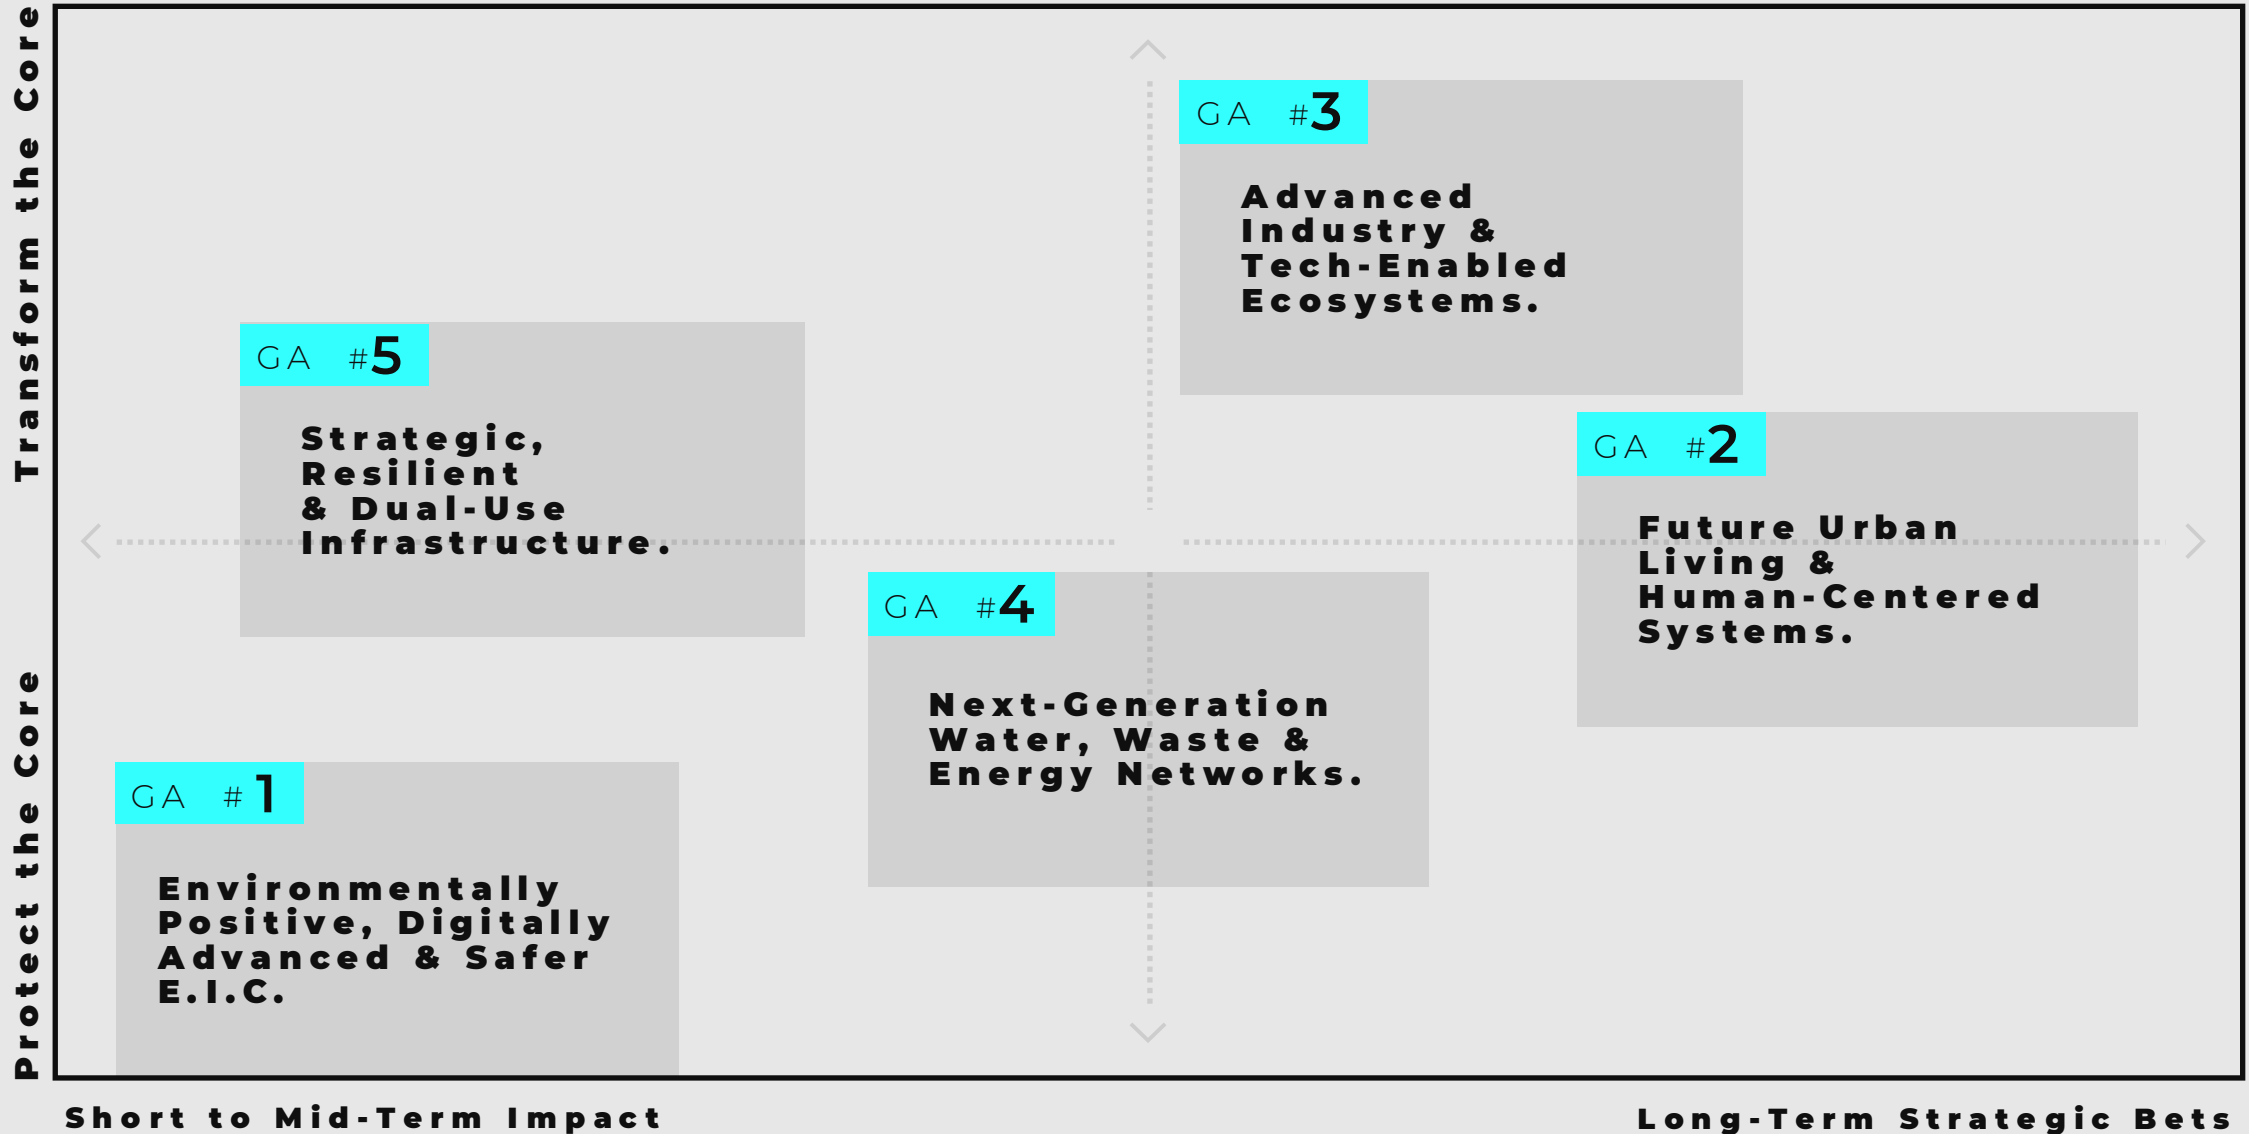 Transform the Core
GA #3
Advanced
Industry &
Tech-Enabled
Ecosystems.
GA #5
Strategic,
Resilient
& Dual-Use
Infrastructure.
GA #2
Future Urban
Living &
Human-Centered
Systems.
GA #4
Next-Generation
Water, Waste &
Energy Networks.
Protect the Core
GA #1
Environmentally
Positive, Digitally
Advanced & Safer
E.I.C.
Short to Mid-Term Impact
Long-Term Strategic Bets